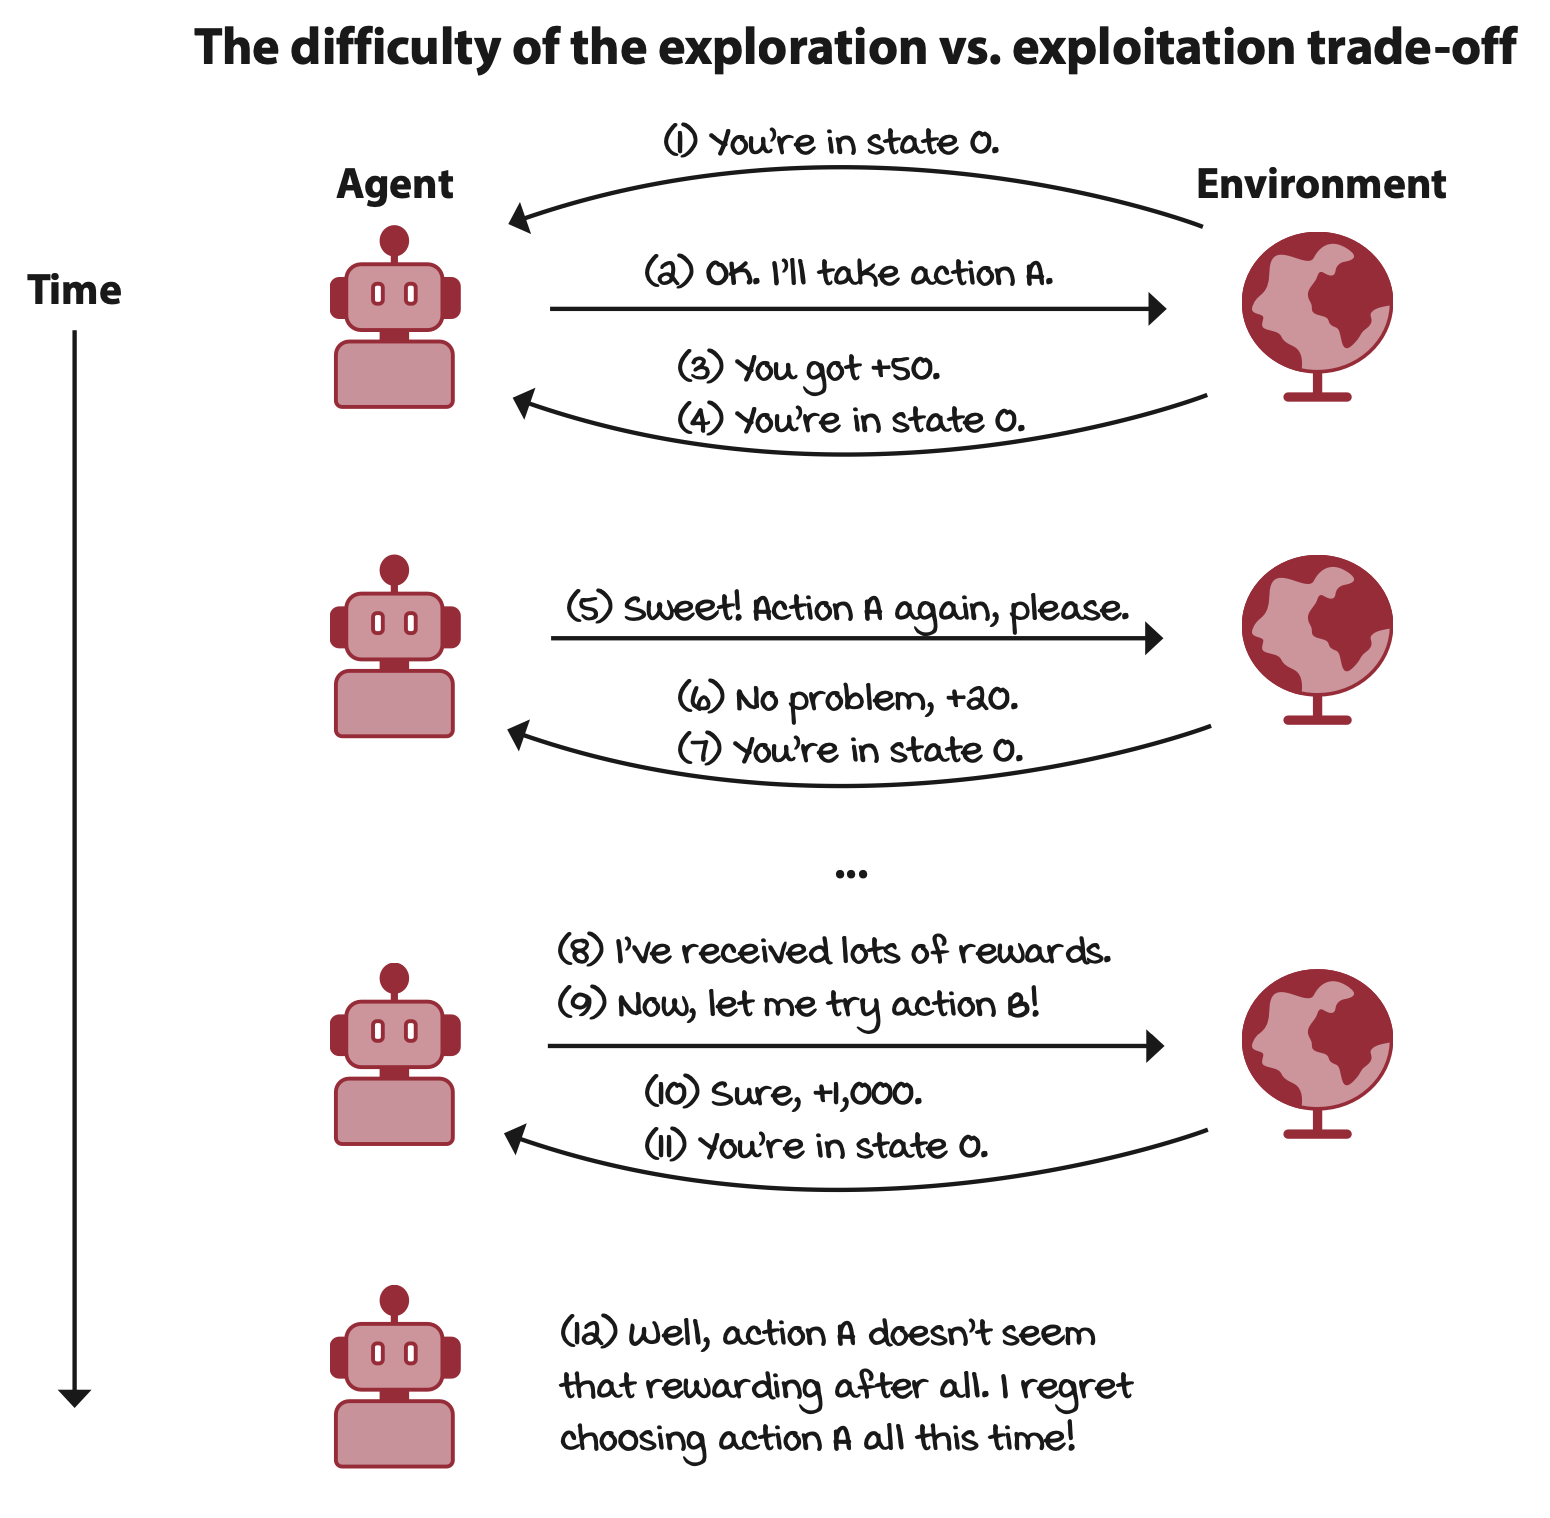 The difficulty of the exploration vs. exploitation trade-off
(1) You're in state 0.
Agent
Environment
Time
(2) OK. I'll take action A.
(3) You got +50.
(4) You're in state 0.
(5) Sweet! Action A again, please.
(6) No problem, +20.
(7) You're in state 0.
...
(8) I've received lots of rewards.
(9) Now, let me try action B!
(10) Sure, +1,000.
(11) You're in state 0.
(12) Well, action A doesn't seem
that rewarding after all. I regret
choosing action A all this time!